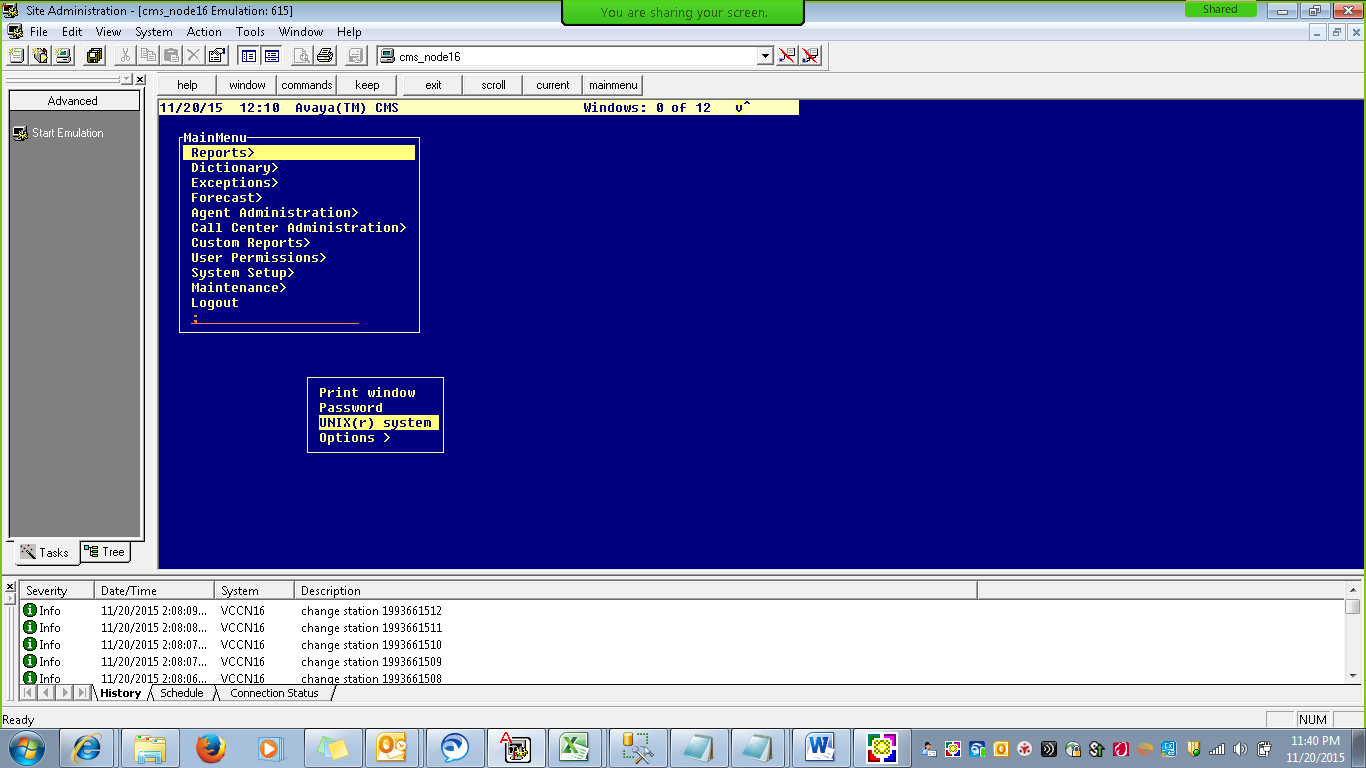 Site Administration - [cms_node16 Emulation: 615]
You are sharing your screen.
Shared
File Edit View System Action Tools Window Help
cms_node16
Advanced
Start Emulation
help window commands keep exit scroll current mainmenu
11/20/15 12:10 Avaya(TM) CMS Windows: 0 of 12 v^
MainMenu
Reports>
Dictionary>
Exceptions>
Forecast>
Agent Administration>
Call Center Administration>
Custom Reports>
User Permissions>
System Setup>
Maintenance>
Logout
;
Print window
Password
UNIX(r) system
Options >
Tasks Tree
Severity Date/Time System Description
Info 11/20/2015 2:08:09... VCCN16 change station 1993661512
Info 11/20/2015 2:08:08... VCCN16 change station 1993661511
Info 11/20/2015 2:08:07... VCCN16 change station 1993661510
Info 11/20/2015 2:08:07... VCCN16 change station 1993661509
Info 11/20/2015 2:08:06... VCCN16 change station 1993661508
History Schedule Connection Status
Ready
NUM
11:40 PM
11/20/2015